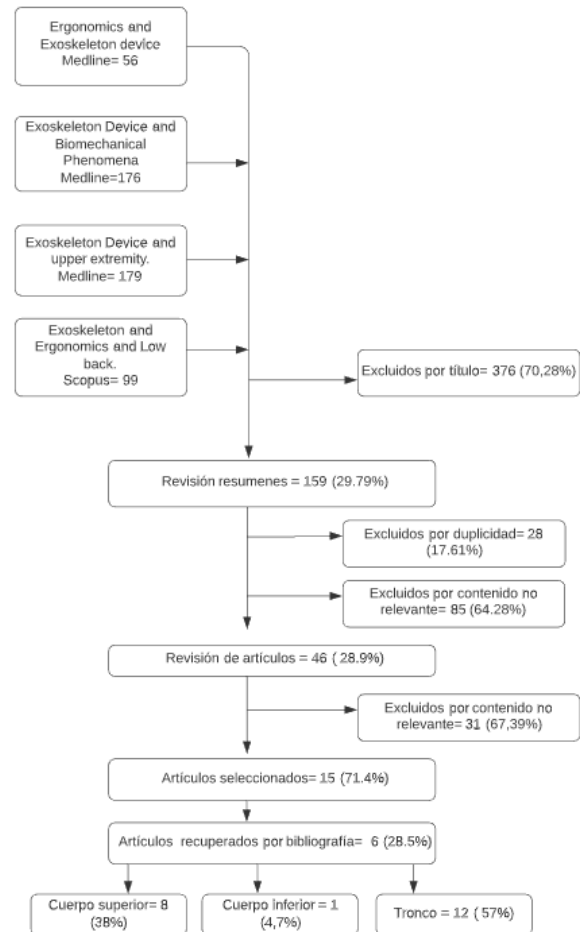 Ergonomics and
Exoskeleton device
Medline= 56
Exoskeleton Device and
Biomechanical
Phenomena
Medline=176
Exoskeleton Device and
upper extremity.
Medline= 179
Exoskeleton and
Ergonomics and Low
back.
Scopus= 99
Excluidos por título= 376 (70,28%)
Revisión resumenes = 159 (29.79%)
Excluidos por duplicidad= 28
(17.61%)
Excluidos por contenido no
relevante= 85 (64.28%)
Revisión de artículos = 46 ( 28.9%)
Excluidos por contenido no
relevante= 31 (67,39%)
Artículos seleccionados= 15 (71.4%)
Artículos recuperados por bibliografía= 6 (28.5%)
Cuerpo superior= 8
(38%)
Cuerpo inferior= 1
(4,7%)
Tronco = 12 ( 57%)